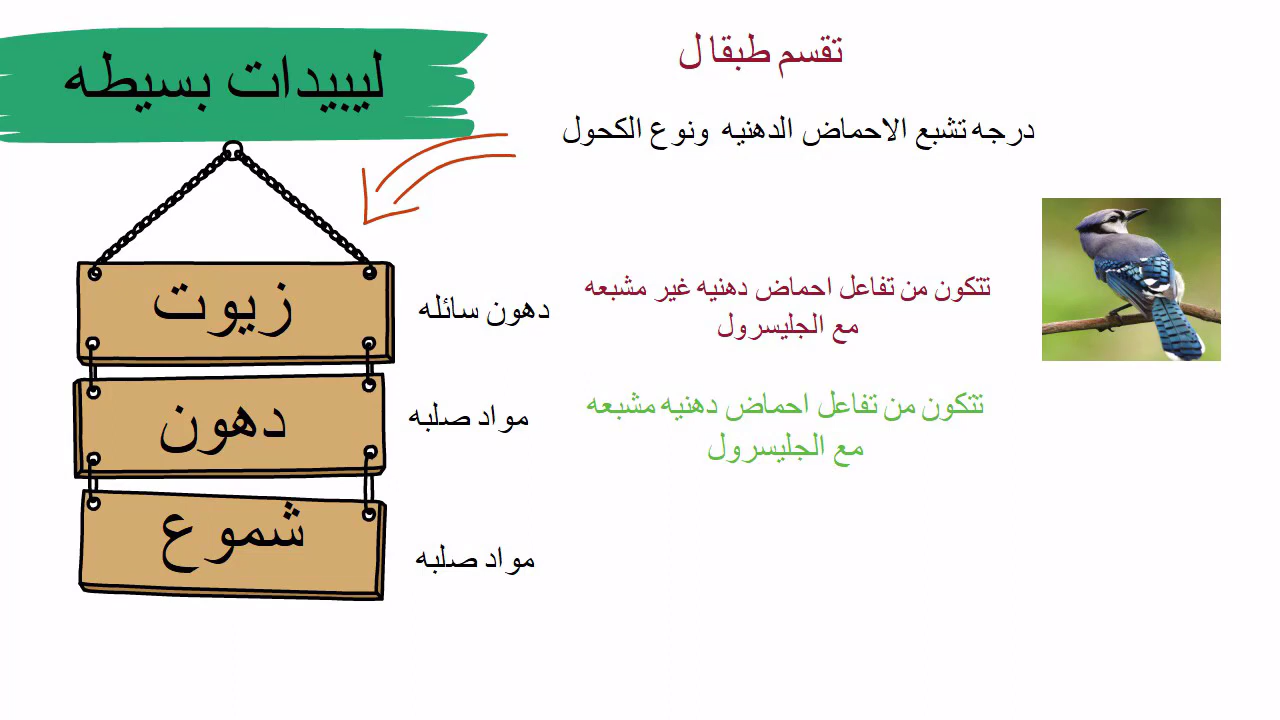 ليبيدات بسيطه
تقسم طبقا ل
درجه تشبع الاحماض الدهنيه ونوع الكحول
زيوت
دهون سائله
تتكون من تفاعل احماض دهنيه غير مشبعه
مع الجليسرول
دهون
مواد صلبه
تتكون من تفاعل احماض دهنيه مشبعه
مع الجليسرول
شموع
مواد صلبه